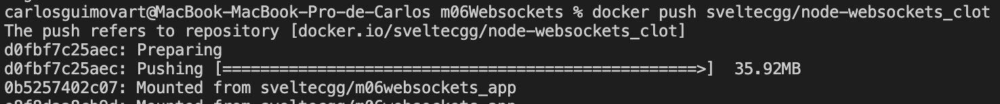 carlosguimovart@MacBook-MacBook-Pro-de-Carlos m06Websockets % docker push sveltecgg/node-websockets_clot
The push refers to repository [docker.io/sveltecgg/node-websockets_clot]
d0fbf7c25aec: Preparing
d0fbf7c25aec: Pushing [==================================================>]  35.92MB
0b5257402c07: Mounted from sveltecgg/m06websockets_app
Mounted from sveltecgg/m06websockets_app